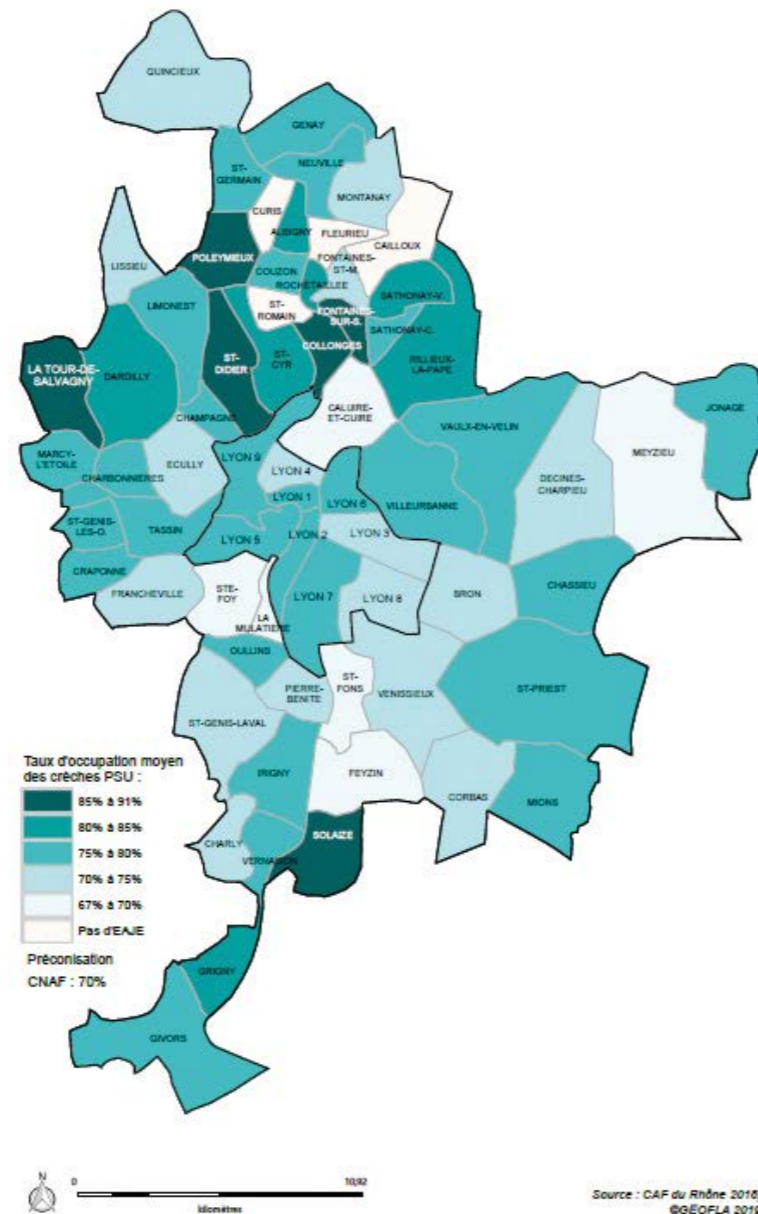 QUINCIEUX
GENAY
NEUVILLE
ST-
GERMAIN
MONTANAY
CURIS
ALBIGNY
FLEURIEU
CAILLOUX
POLEYMIEUX
LISSIEU
COUZON
FONTAINES-
ST-M.
ROCHETAILLEE
SATHONAY-V.
LIMONEST
ST-
ROMAIN
FONTAINES-
SUR-S.
SATHONAY-C.
COLLONGES
LA TOUR-DE-
SALVAGNY
DARDILLY
ST-
DIDIER
ST-
CYR
RILLIEUX-
LA-PAPE
CHAMPAGNE
CALUIRE-
ET-CUIRE
VAULX-EN-VELIN
JONAGE
MARCY-
L'ETOILE
CHARBONNIERES
ECULLY
LYON 9
LYON 4
MEYZIEU
DECINES-
CHARPIEU
LYON 1
LYON 6
VILLEURBANNE
ST-GENIS-
LES-O.
TASSIN
LYON 5
LYON 2
LYON 3
CRAPONNE
FRANCHEVILLE
STE-
FOY
LA
MULATIERE
LYON 7
LYON 8
BRON
CHASSIEU
OULLINS
ST-GENIS-LAVAL
PIERRE-
BENITE
ST-
FONS
VENISSIEUX
ST-PRIEST
IRIGNY
FEYZIN
CORBAS
MIONS
CHARLY
VERNAISON
SOLAIZE
GRIGNY
GIVORS
Taux d'occupation moyen
des crèches PSU :
85% à 91%
80% à 85%
75% à 80%
70% à 75%
67% à 70%
Pas d'EAJE
Préconisation
CNAF : 70%
N
0
10,92
kilomètres
Source : CAF du Rhône 2016,
©GEOFLA 2019